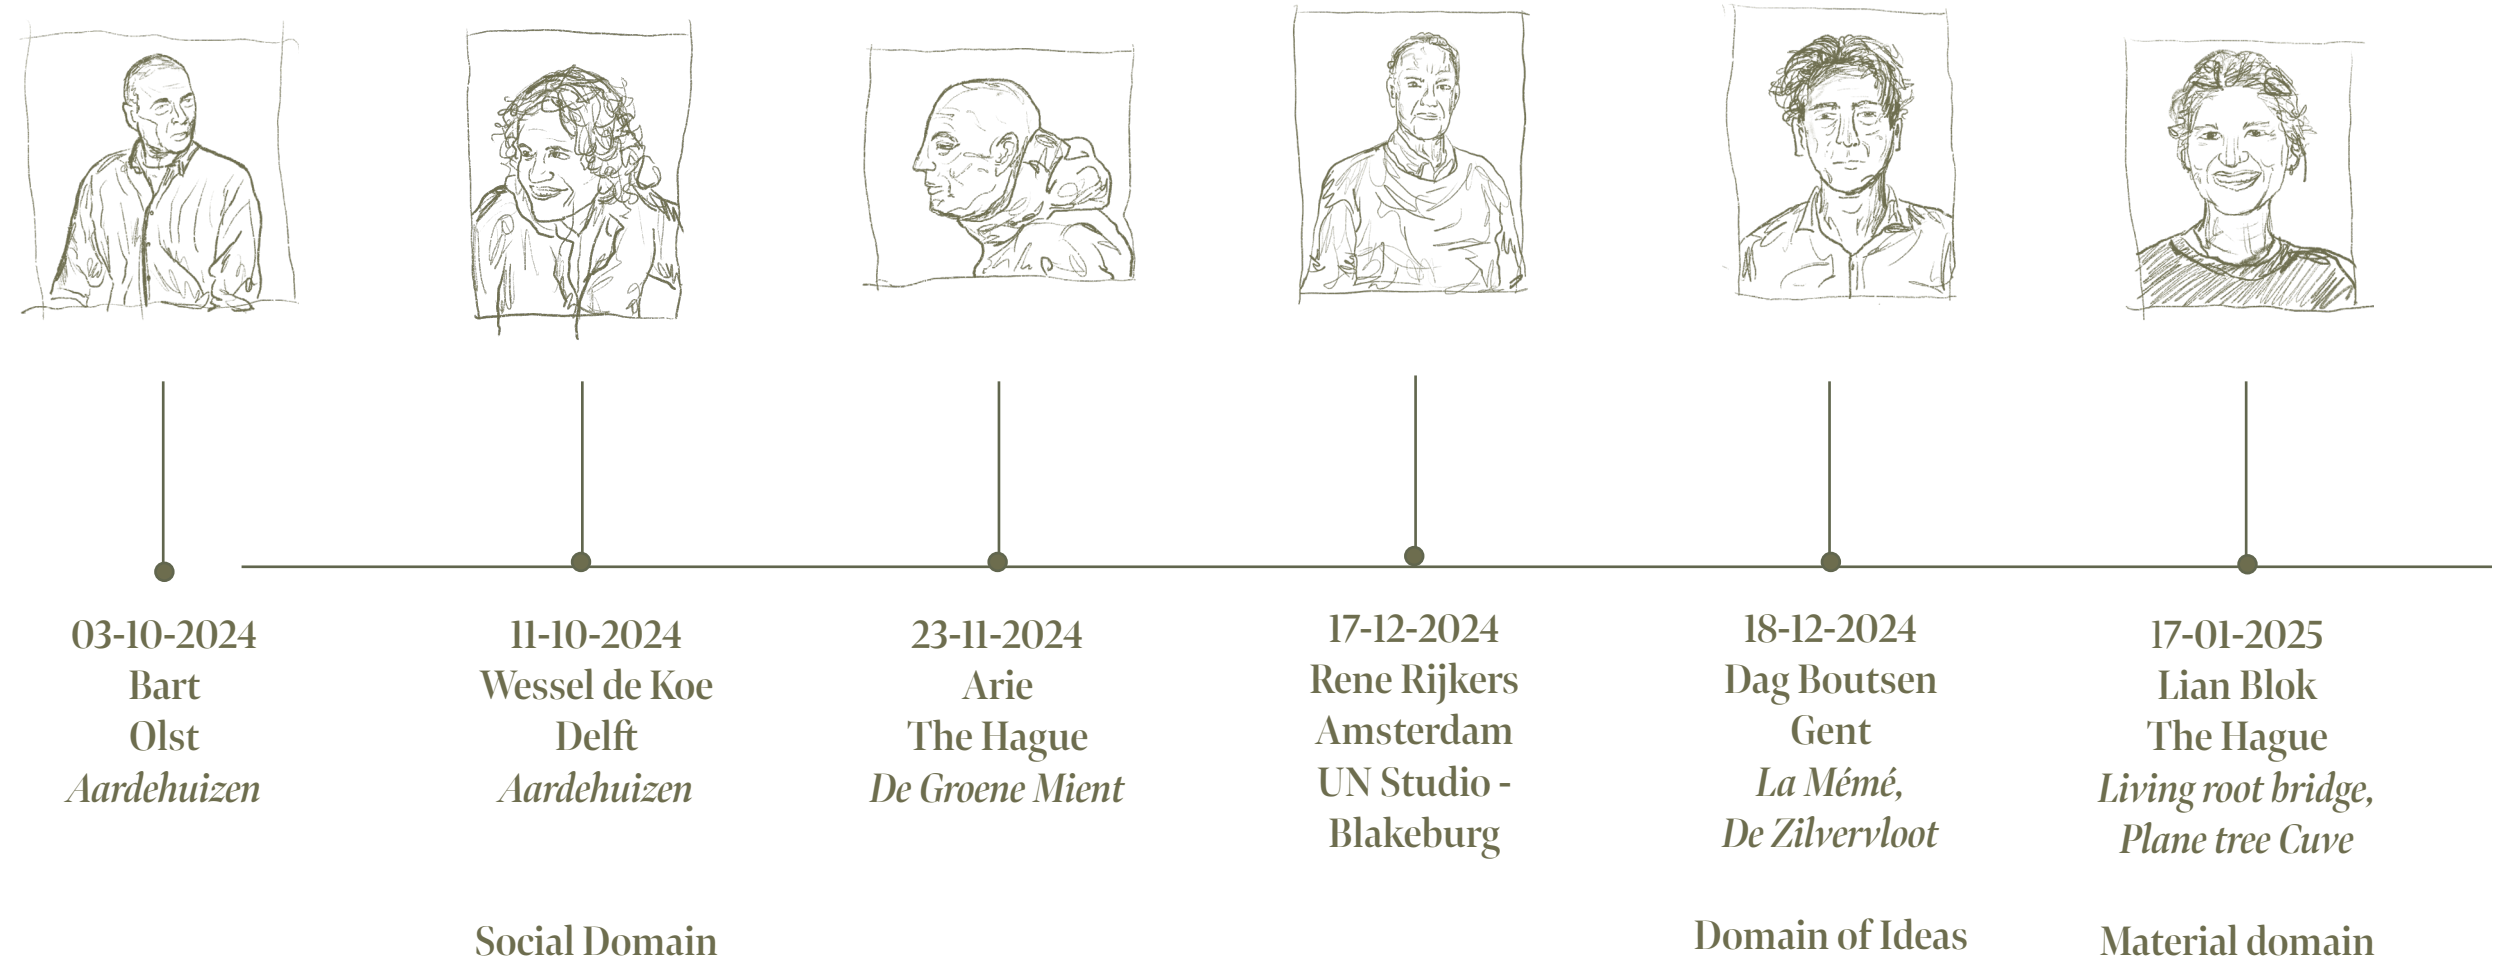 03-10-2024
Bart
Olst
Aardehuizen
11-10-2024
Wessel de Koe
Delft
Aardehuizen
Social Domain
23-11-2024
Arie
The Hague
De Groene Mient
17-12-2024
Rene Rijkers
Amsterdam
UN Studio -
Blakeburg
18-12-2024
Dag Boutsen
Gent
La Mémé,
De Zilvervloot
Domain of Ideas
17-01-2025
Lian Blok
The Hague
Living root bridge,
Plane tree Cuve
Material domain